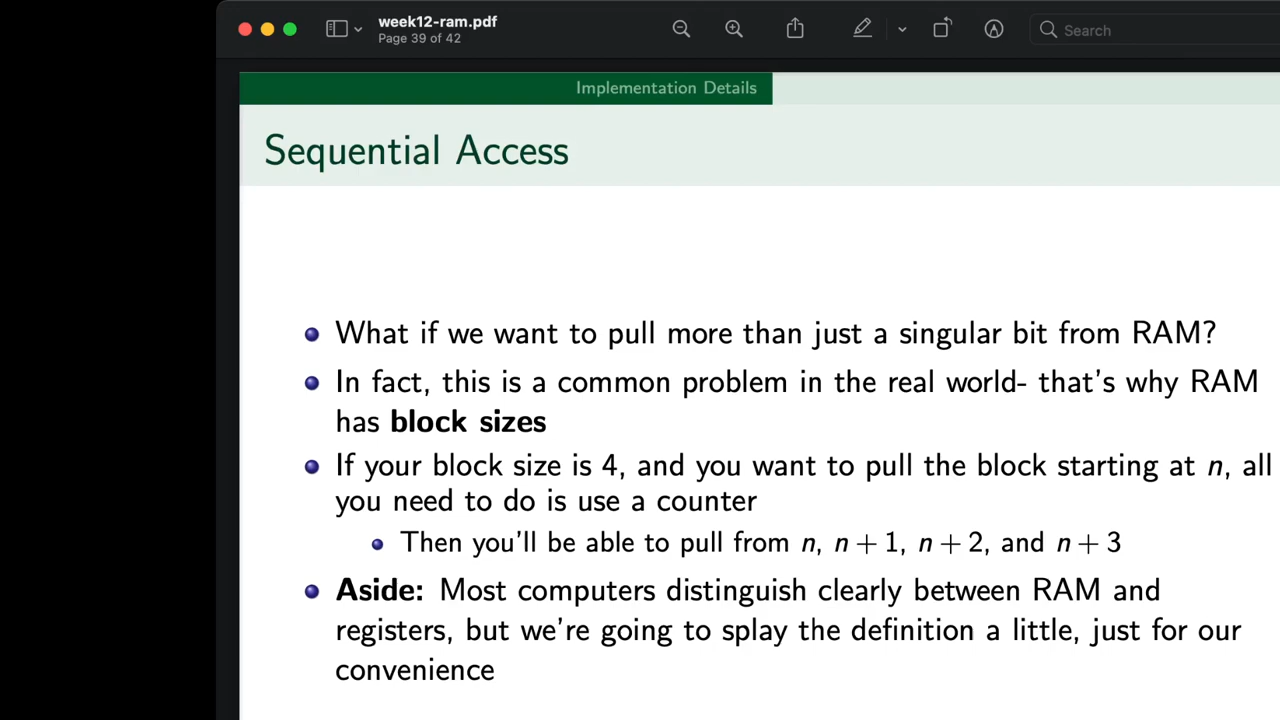 week12-ram.pdf
Page 39 of 42
Search
Implementation Details
Sequential Access
What if we want to pull more than just a singular bit from RAM?
In fact, this is a common problem in the real world- that's why RAM
has block sizes
If your block size is 4, and you want to pull the block starting at n, all
you need to do is use a counter
Then you'll be able to pull from n, n + 1, n + 2, and n + 3
Aside: Most computers distinguish clearly between RAM and
registers, but we're going to splay the definition a little, just for our
convenience